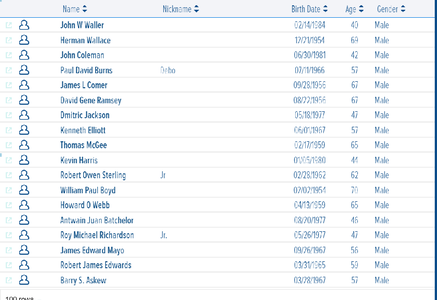 Name Nickname Birth Date Age Gender
John W Waller 02/14/1984 40 Male
Herman Wallace 12/21/1954 69 Male
John Coleman 06/30/1981 42 Male
Paul David Burns Debo 07/11/1966 57 Male
James L Comer 09/28/1956 67 Male
David Gene Ramsey 08/22/1956 67 Male
Dmitric Jackson 05/18/1977 47 Male
Kenneth Elliott 06/01/1967 57 Male
Thomas McGee 02/17/1959 65 Male
Kevin Harris 01/05/1980 44 Male
Robert Owen Sterling Jr 02/28/1962 62 Male
William Paul Boyd 02/02/1954 70 Male
Howard O Webb 04/13/1959 65 Male
Antwain Juan Batchelor 08/20/1977 46 Male
Roy Michael Richardson Jr. 05/26/1977 47 Male
James Edward Mayo 09/26/1967 56 Male
Robert James Edwards 03/31/1965 59 Male
Barry S. Askew 03/28/1967 57 Male
100 rows